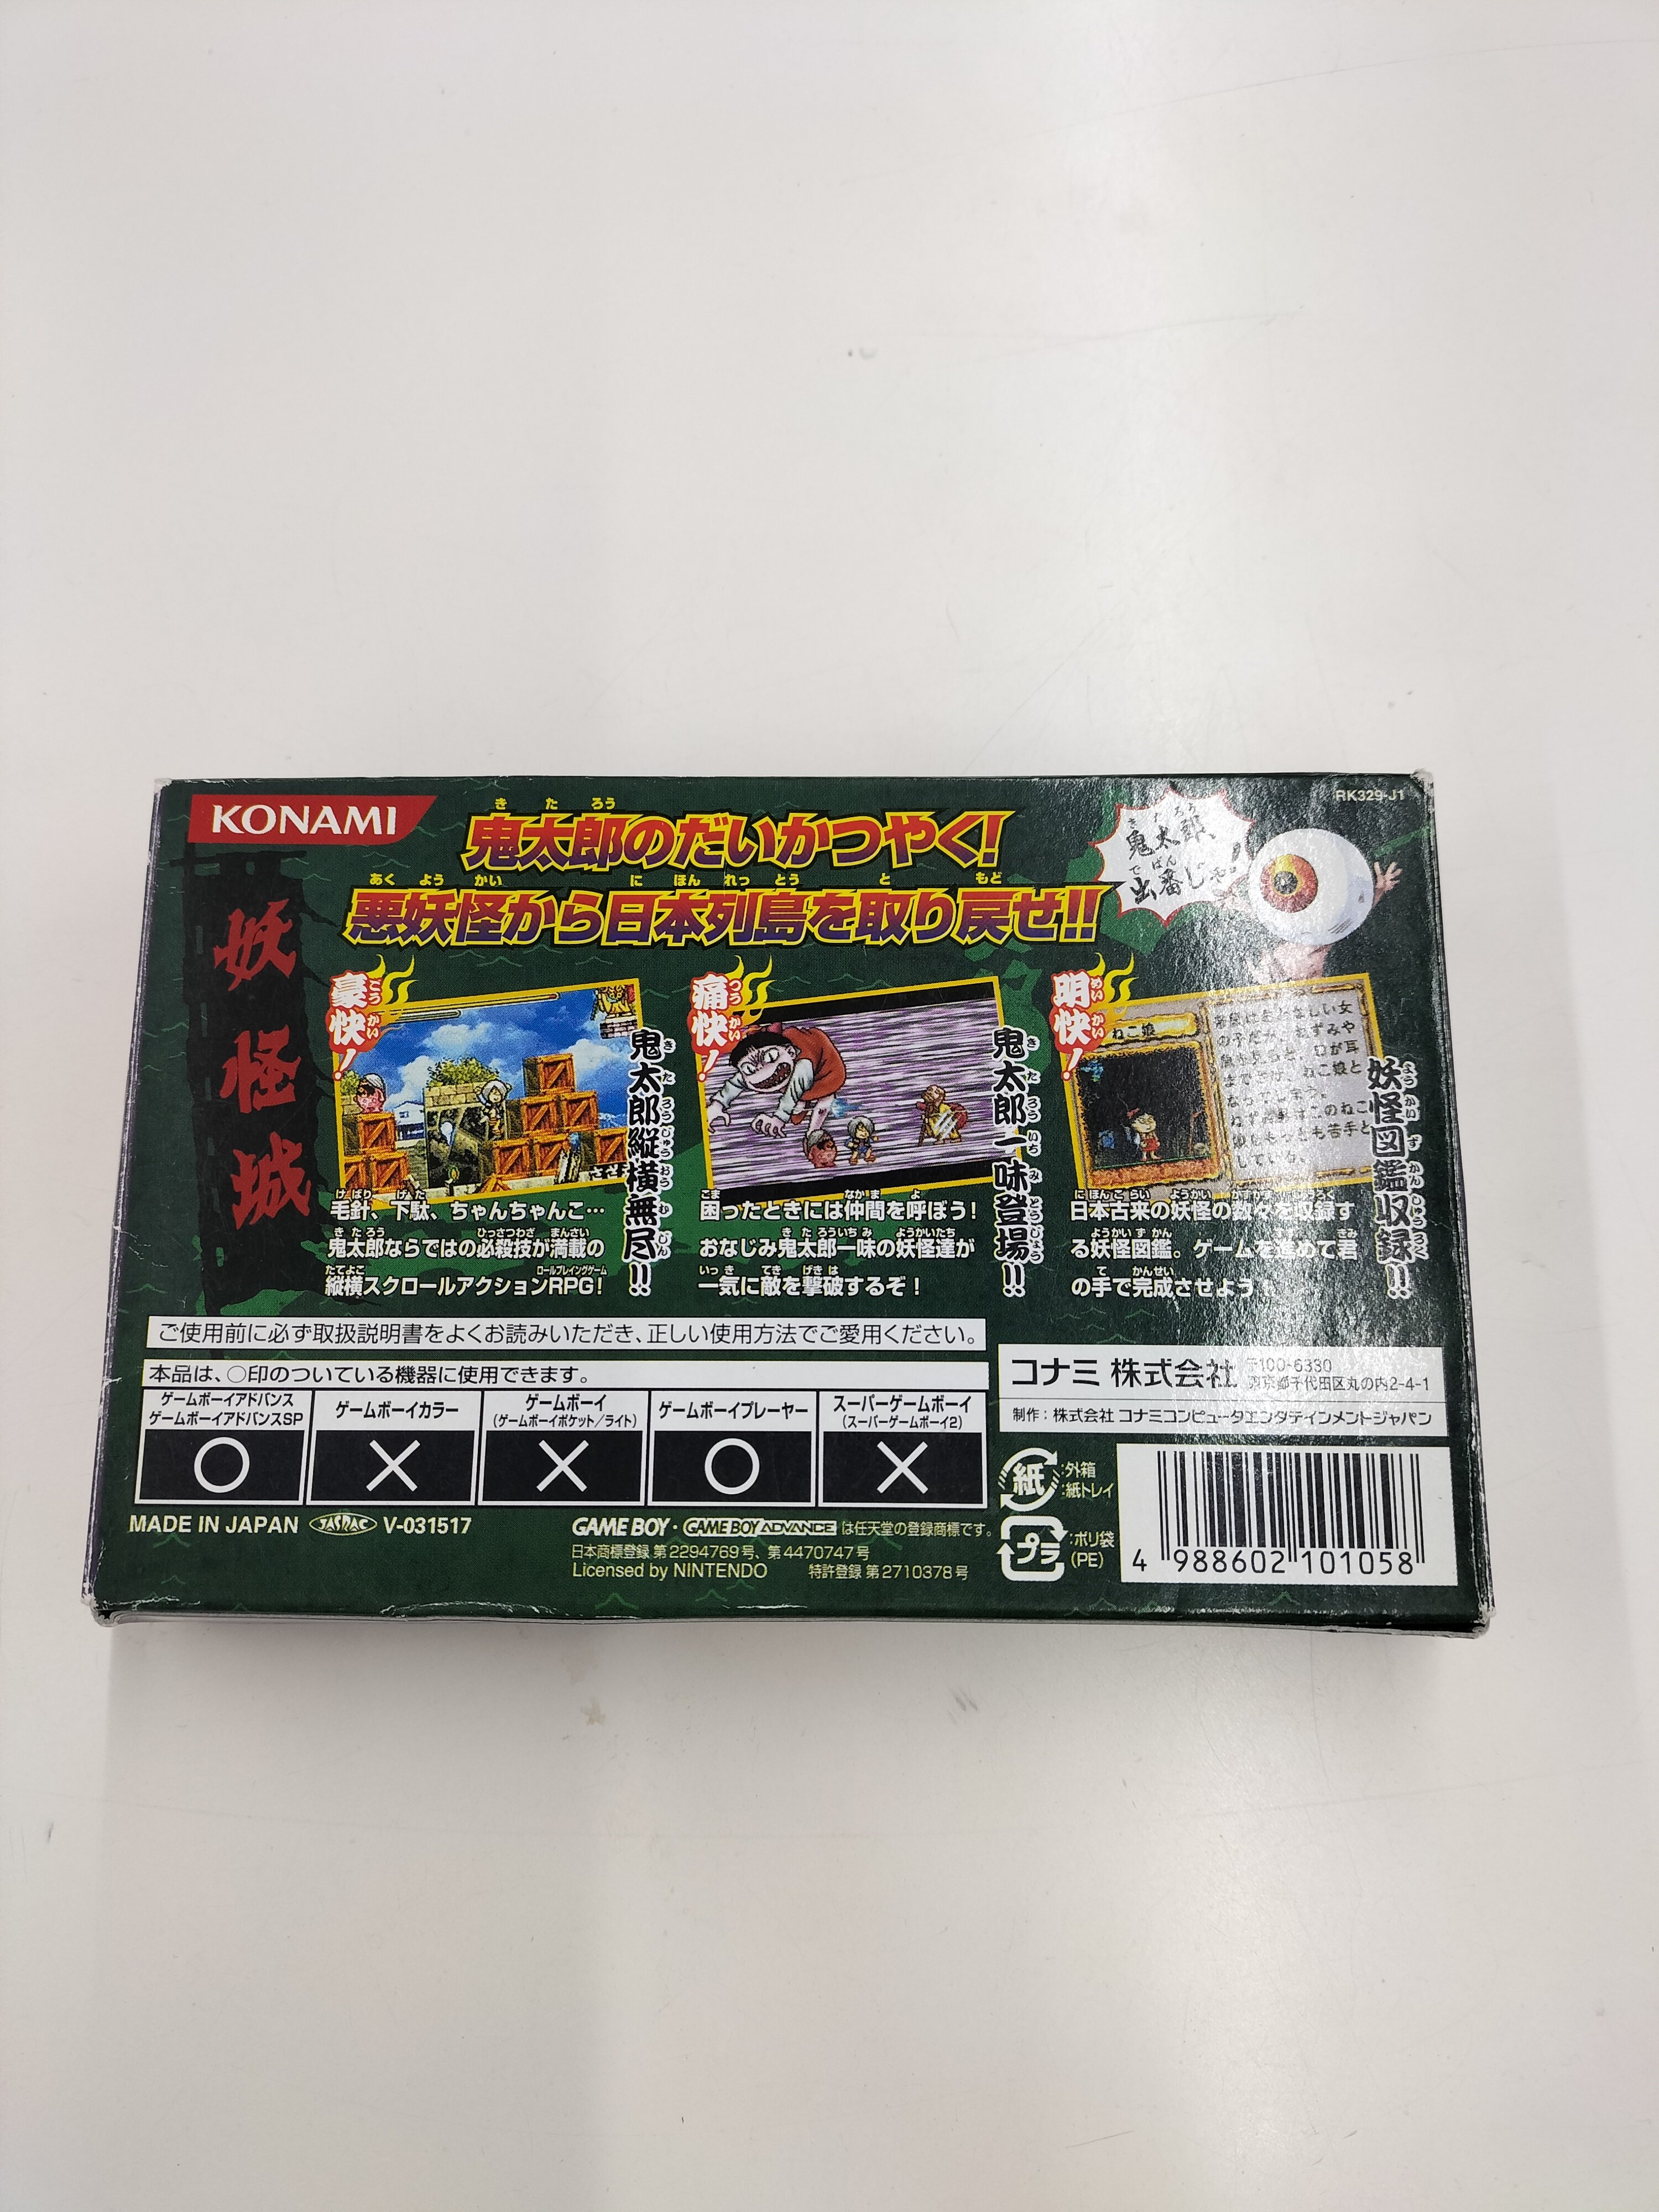 KONAMI
RK329-J1
鬼太郎のだいかつやく!
悪妖怪から日本列島を取り戻せ!!
鬼太郎、
出番じゃ!
妖怪城
豪快!
鬼太郎縦横無尽!!
毛針、下駄、ちゃんちゃんこ…
鬼太郎ならではの必殺技が満載の
縦横スクロールアクションRPG!
痛快!
鬼太郎一味登場!!
困ったときには仲間を呼ぼう!
おなじみ鬼太郎一味の妖怪達が
一気に敵を撃破するぞ!
明快!
ねこ娘
妖怪図鑑収録!!
日本古来の妖怪の数々を収録す
る妖怪図鑑。ゲームを進めて君
の手で完成させよう!
ご使用前に必ず取扱説明書をよくお読みいただき、正しい使用方法でご愛用ください。
本品は、○印のついている機器に使用できます。
ゲームボーイアドバンス
ゲームボーイアドバンスSP
○
ゲームボーイカラー
×
ゲームボーイ
(ゲームボーイポケット/ライト)
×
ゲームボーイプレーヤー
○
スーパーゲームボーイ
(スーパーゲームボーイ2)
×
コナミ 株式会社 〒100-6330
東京都千代田区丸の内2-4-1
制作:株式会社 コナミコンピュータエンタテインメントジャパン
紙 :外箱
:紙トレイ
プラ :ポリ袋
(PE)
MADE IN JAPAN JASRAC V-031517
GAME BOY・GAME BOY ADVANCE は任天堂の登録商標です。
日本商標登録 第2294769号、第4470747号
Licensed by NINTENDO 特許登録 第2710378号
4 988602 101058